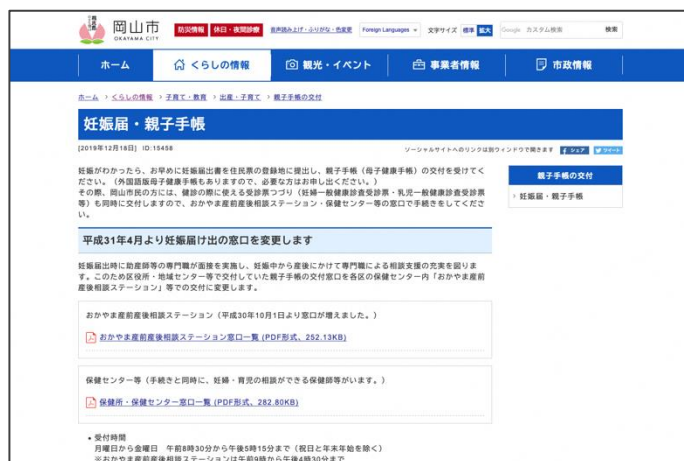 岡山市
OKAYAMA CITY
防災情報 休日・夜間診療 音声読み上げ・ふりがな・色変更 Foreign Languages 文字サイズ 標準 拡大 Google カスタム検索 検索
ホーム くらしの情報 観光・イベント 事業者情報 市政情報
ホーム > くらしの情報 > 子育て・教育 > 出産・子育て > 親子手帳の交付
妊娠届・親子手帳
[2019年12月18日] ID:15458
ソーシャルサイトへのリンクは別ウィンドウで開きます シェア ツイート
妊娠がわかったら、お早めに妊娠届出書を住民票の登録地に提出し、親子手帳（母子健康手帳）の交付を受けてく
ださい。（外国語版母子健康手帳もありますので、必要な方はお申し出ください。）
その際、岡山市民の方には、健診の際に使える受診票つづり（妊婦一般健康診査受診票・乳児一般健康診査受診票
等）も同時に交付しますので、おかやま産前産後相談ステーション・保健センター等の窓口で手続きをしてくださ
い。
親子手帳の交付
› 妊娠届・親子手帳
平成31年4月より妊娠届け出の窓口を変更します
妊娠届出時に助産師等の専門職が面接を実施し、妊娠中から産後にかけて専門職による相談支援の充実を図りま
す。このため区役所・地域センター等で交付していた親子手帳の交付窓口を各区の保健センター内「おかやま産前
産後相談ステーション」等での交付に変更します。
おかやま産前産後相談ステーション（平成30年10月1日より窓口が増えました。）
おかやま産前産後相談ステーション窓口一覧 (PDF形式、252.13KB)
保健センター等（手続きと同時に、妊婦・育児の相談ができる保健師等がいます。）
保健所・保健センター窓口一覧 (PDF形式、282.80KB)
• 受付時間
月曜日から金曜日 午前8時30分から午後5時15分まで（祝日と年末年始を除く）
※おかやま産前産後相談ステーションは午前9時から午後4時30分まで